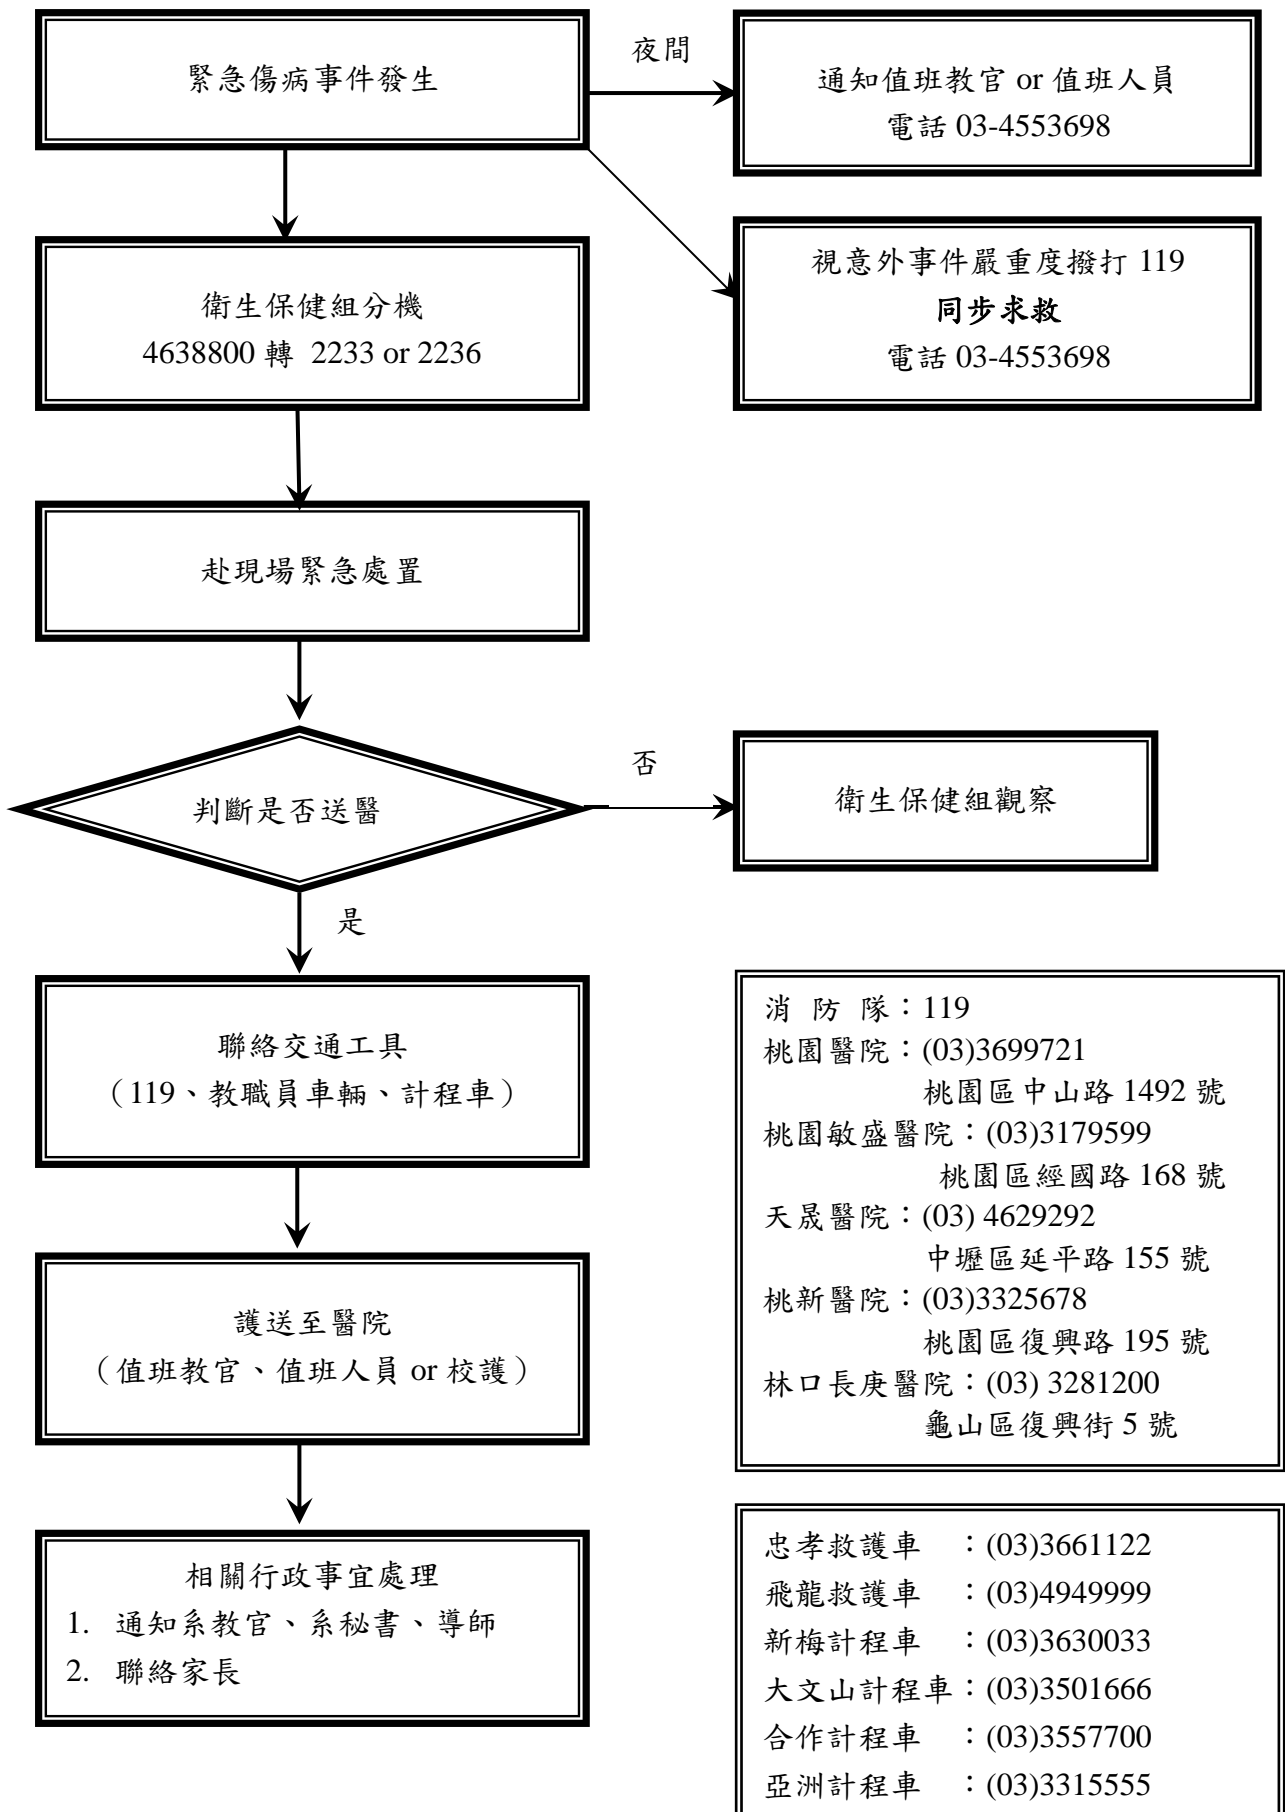 緊急傷病事件發生
夜間
通知值班教官 or 值班人員
電話 03-4553698
視意外事件嚴重度撥打 119
同步求救
電話 03-4553698
衛生保健組分機
4638800 轉 2233 or 2236
赴現場緊急處置
判斷是否送醫
否
衛生保健組觀察
是
聯絡交通工具
（119、教職員車輛、計程車）
護送至醫院
（值班教官、值班人員 or 校護）
相關行政事宜處理
1. 通知系教官、系秘書、導師
2. 聯絡家長
消 防 隊：119
桃園醫院：(03)3699721
桃園區中山路 1492 號
桃園敏盛醫院：(03)3179599
桃園區經國路 168 號
天晟醫院：(03) 4629292
中壢區延平路 155 號
桃新醫院：(03)3325678
桃園區復興路 195 號
林口長庚醫院：(03) 3281200
龜山區復興街 5 號
忠孝救護車 ：(03)3661122
飛龍救護車 ：(03)4949999
新梅計程車 ：(03)3630033
大文山計程車：(03)3501666
合作計程車 ：(03)3557700
亞洲計程車 ：(03)3315555